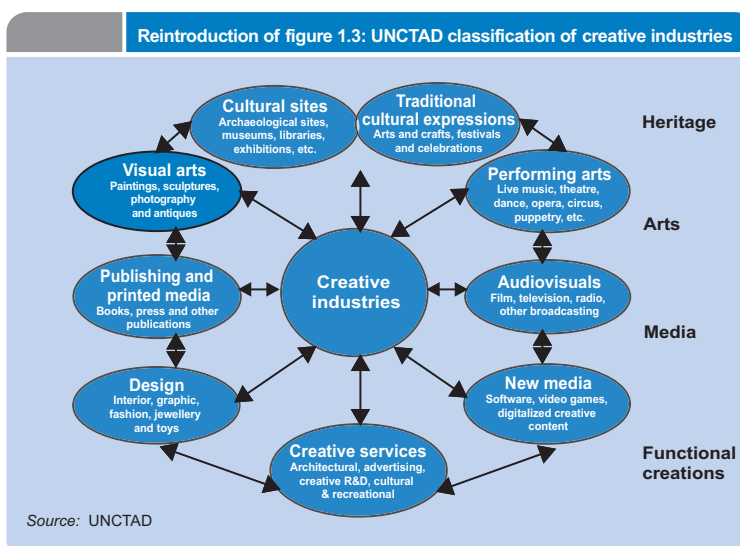 Reintroduction of figure 1.3: UNCTAD classification of creative industries
Cultural sites
Archaeological sites,
museums, libraries,
exhibitions, etc.
Traditional
cultural expressions
Arts and crafts, festivals
and celebrations
Heritage
Visual arts
Paintings, sculptures,
photography
and antiques
Performing arts
Live music, theatre,
dance, opera, circus,
puppetry, etc.
Arts
Publishing and
printed media
Books, press and other
publications
Creative
industries
Audiovisuals
Film, television, radio,
other broadcasting
Media
Design
Interior, graphic,
fashion, jewellery
and toys
New media
Software, video games,
digitalized creative
content
Creative services
Architectural, advertising,
creative R&D, cultural
& recreational
Functional
creations
Source: UNCTAD